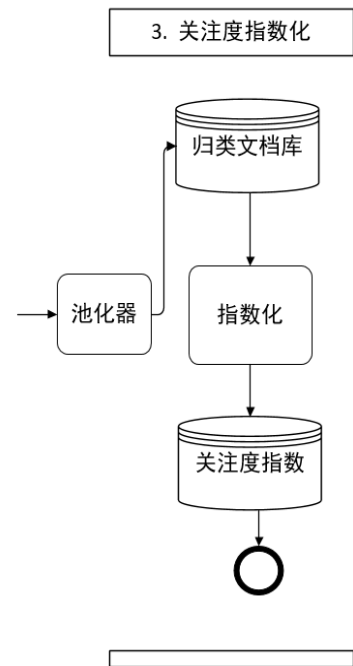 3. 关注度指数化
归类文档库
池化器
指数化
关注度指数